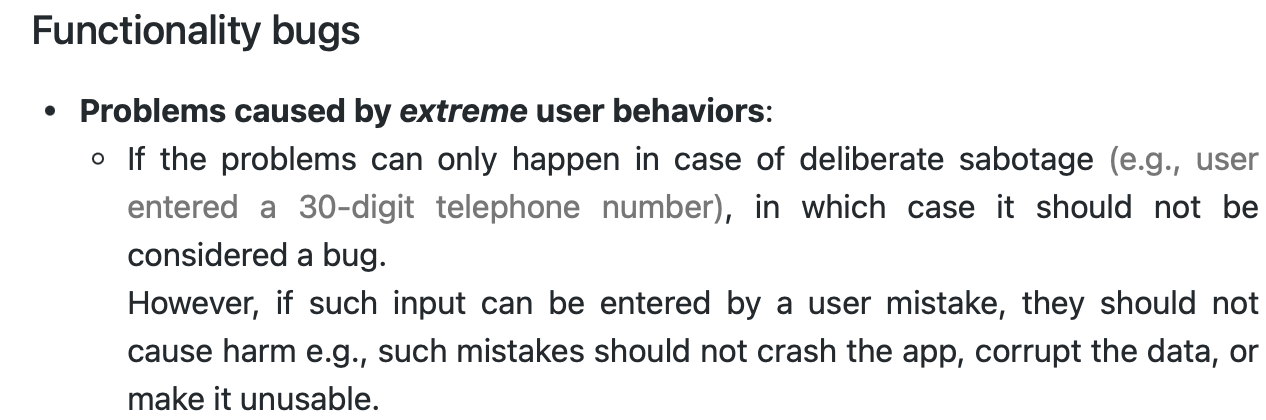 Functionality bugs
• Problems caused by extreme user behaviors:
○ If the problems can only happen in case of deliberate sabotage (e.g., user
entered a 30-digit telephone number), in which case it should not be
considered a bug.
However, if such input can be entered by a user mistake, they should not
cause harm e.g., such mistakes should not crash the app, corrupt the data, or
make it unusable.